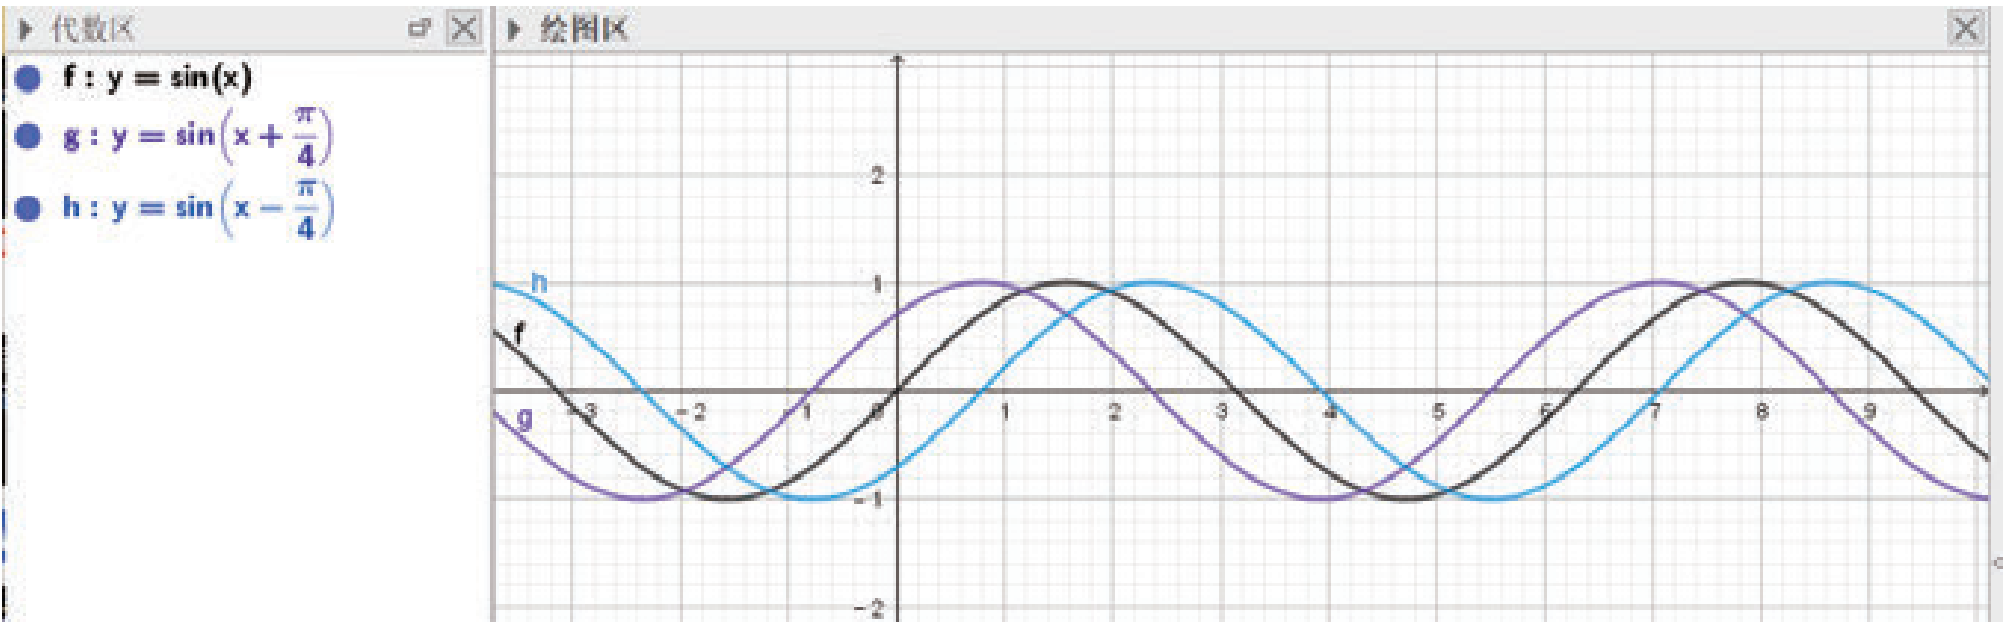 代数区
f : y = sin(x)
g : y = sin(x + π/4)
h : y = sin(x − π/4)
绘图区
2
1
h
f
g
-3 -2 -1 0 1 2 3 4 5 6 7 8 9
-1
-2